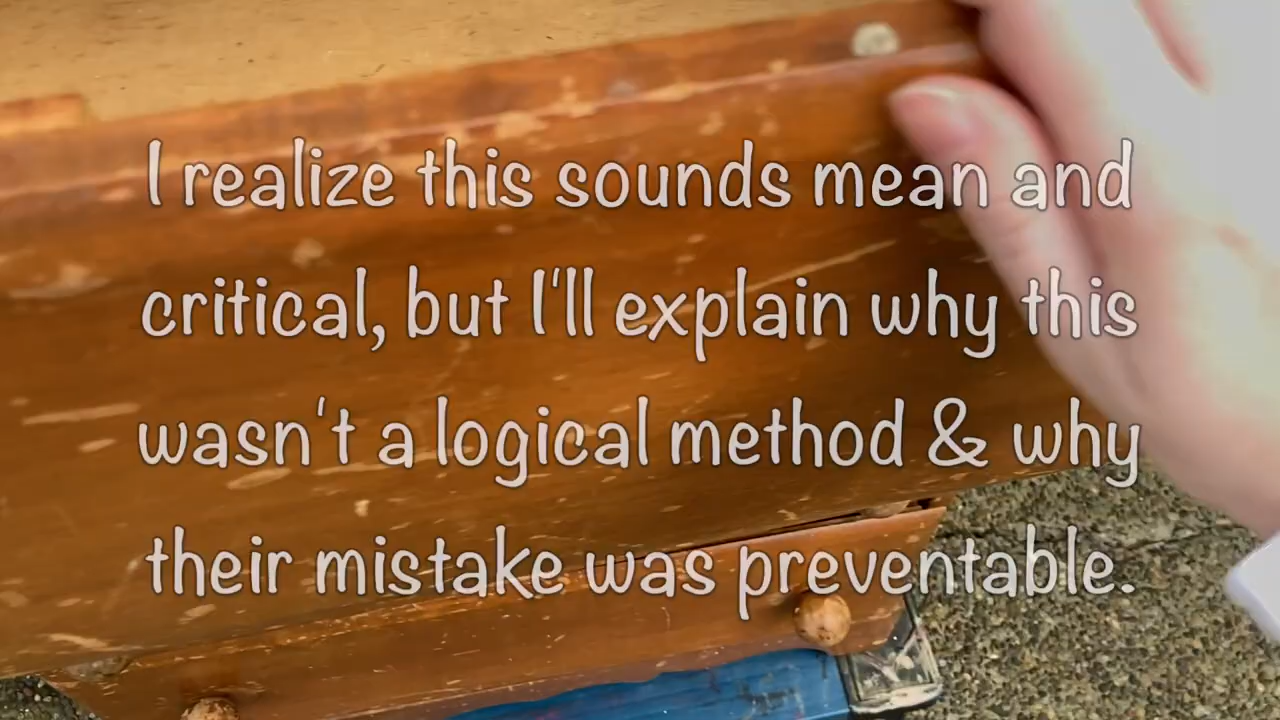 I realize this sounds mean and
critical, but I'll explain why this
wasn't a logical method & why
their mistake was preventable.